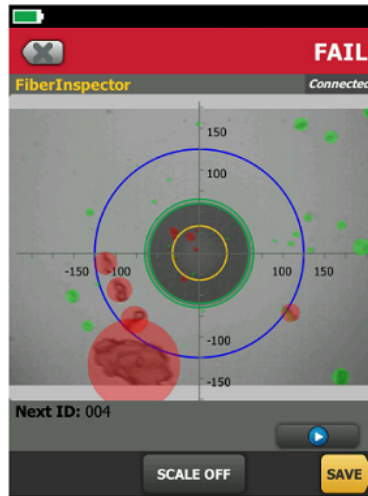 FAIL
FiberInspector Connected
150
100
-150 -100 100 150
-100
-150
Next ID: 004
SCALE OFF SAVE